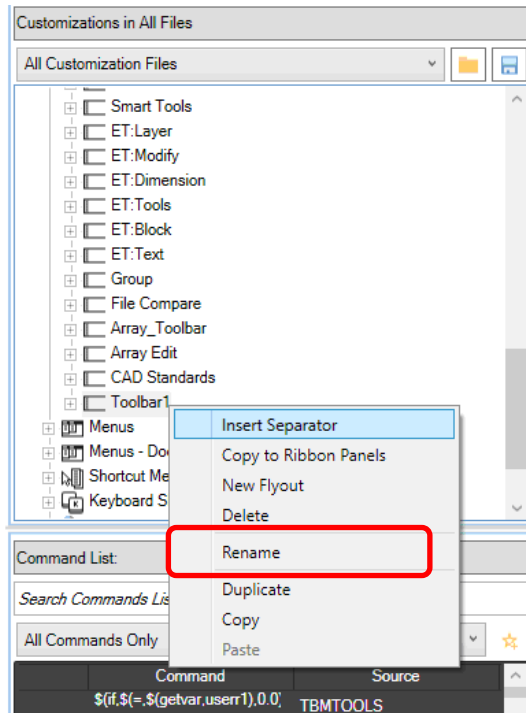 Customizations in All Files
All Customization Files
Smart Tools
ET:Layer
ET:Modify
ET:Dimension
ET:Tools
ET:Block
ET:Text
Group
File Compare
Array_Toolbar
Array Edit
CAD Standards
Toolbar1
Menus
Menus - Do
Shortcut Me
Keyboard S
Insert Separator
Copy to Ribbon Panels
New Flyout
Delete
Rename
Duplicate
Copy
Paste
Command List:
Search Commands Lis
All Commands Only
Command Source
$(if,$(=,$(getvar,userr1),0.0) TBMTOOLS